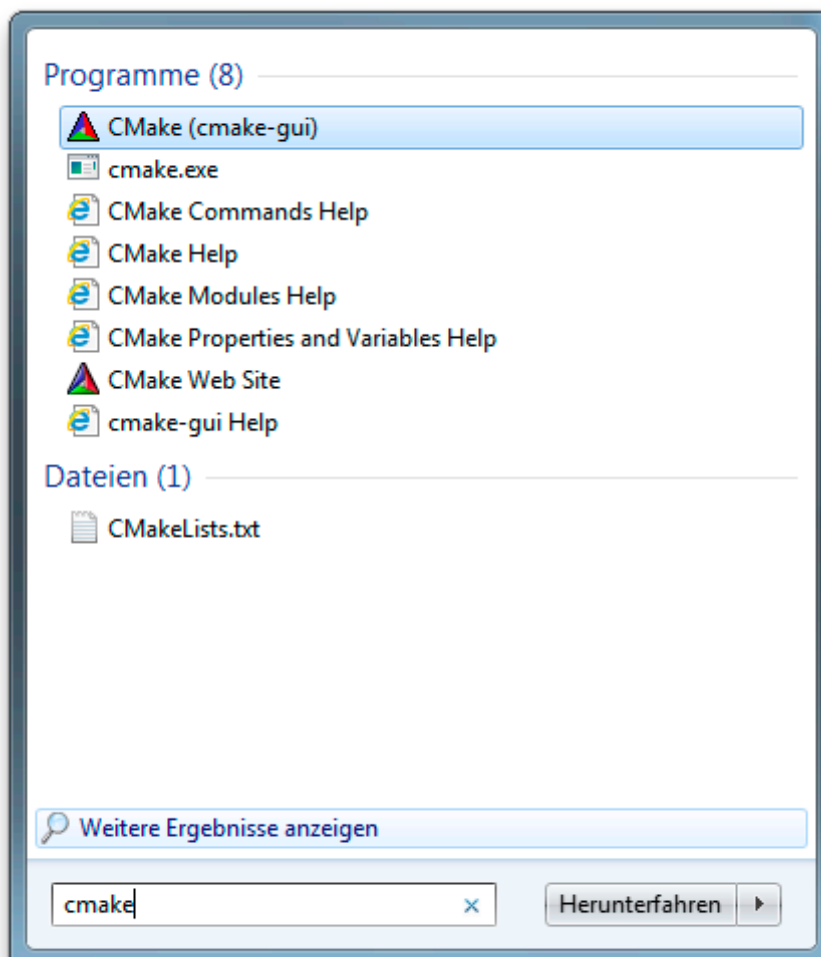 Programme (8)
CMake (cmake-gui)
cmake.exe
CMake Commands Help
CMake Help
CMake Modules Help
CMake Properties and Variables Help
CMake Web Site
cmake-gui Help
Dateien (1)
CMakeLists.txt
Weitere Ergebnisse anzeigen
cmake
Herunterfahren